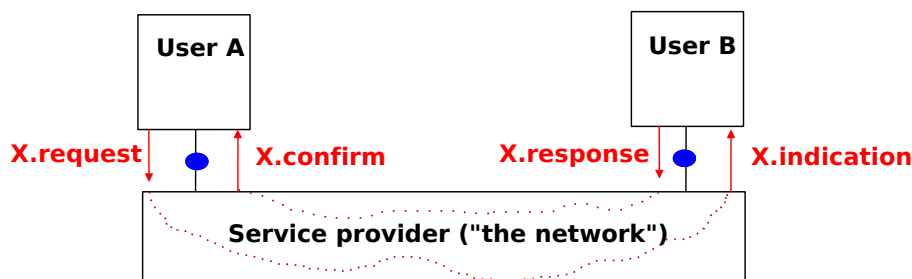 User A
User B
X.request
X.confirm
X.response
X.indication
Service provider ("the network")